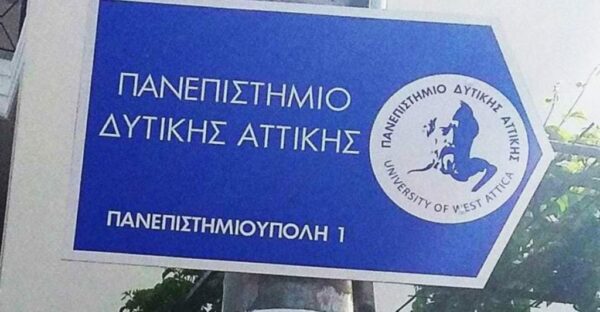 ΠΑΝΕΠΙΣΤΗΜΙΟ
ΔΥΤΙΚΗΣ ΑΤΤΙΚΗΣ
ΠΑΝΕΠΙΣΤΗΜΙΟΥΠΟΛΗ 1
ΠΑΝΕΠΙΣΤΗΜΙΟ ΔΥΤΙΚΗΣ ΑΤΤΙΚΗΣ
UNIVERSITY OF WEST ATTICA